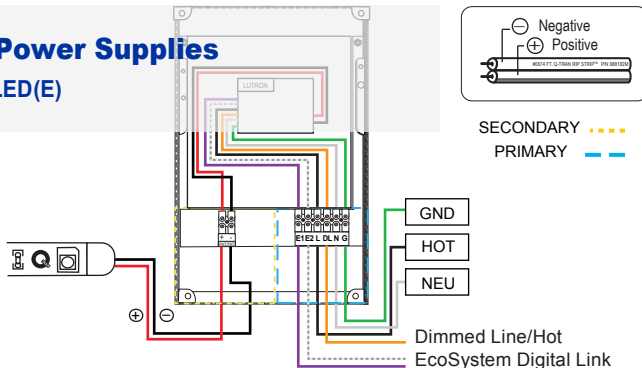 Power Supplies
LED(E)
LUTRON
Negative
Positive
SECONDARY
PRIMARY
E1 E2 L DL N G
+ -
GND
HOT
NEU
Q
+ -
Dimmed Line/Hot
EcoSystem Digital Link